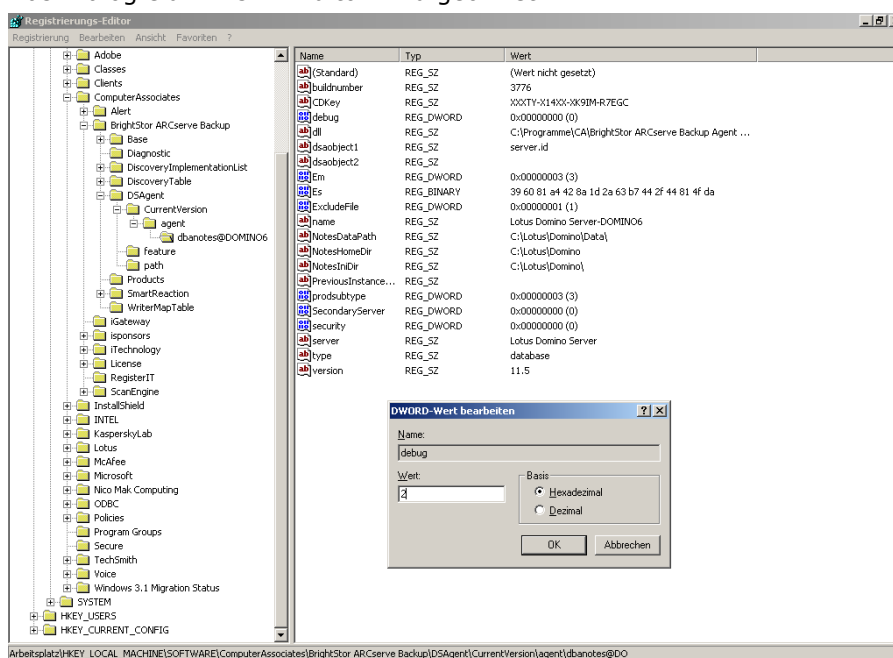 Registrierungs-Editor
Registrierung Bearbeiten Ansicht Favoriten ?
Adobe
Classes
Clients
ComputerAssociates
Alert
BrightStor ARCserve Backup
Base
Diagnostic
DiscoveryImplementationList
DiscoveryTable
DSAgent
CurrentVersion
agent
dbanotes@DOMINO6
feature
path
Products
SmartReaction
WriterMapTable
iGateway
isponsors
iTechnology
License
RegisterIT
ScanEngine
InstallShield
INTEL
KasperskyLab
Lotus
McAfee
Microsoft
Nico Mak Computing
ODBC
Policies
Program Groups
Secure
TechSmith
Voice
Windows 3.1 Migration Status
SYSTEM
HKEY_USERS
HKEY_CURRENT_CONFIG
Name Typ Wert
(Standard) REG_SZ (Wert nicht gesetzt)
buildnumber REG_SZ 3776
CDKey REG_SZ XXXTY-X14XX-XK9IM-R7EGC
debug REG_DWORD 0x00000000 (0)
dll REG_SZ C:\Programme\CA\BrightStor ARCserve Backup Agent ...
dsaobject1 REG_SZ server.id
dsaobject2 REG_SZ
Em REG_DWORD 0x00000003 (3)
Es REG_BINARY 39 60 81 a4 42 8a 1d 2a 63 b7 44 2f 44 81 4f da
ExcludeFile REG_DWORD 0x00000001 (1)
name REG_SZ Lotus Domino Server-DOMINO6
NotesDataPath REG_SZ C:\Lotus\Domino\Data\
NotesHomeDir REG_SZ C:\Lotus\Domino
NotesIniDir REG_SZ C:\Lotus\Domino\
PreviousInstance... REG_SZ
prodsubtype REG_DWORD 0x00000003 (3)
SecondaryServer REG_DWORD 0x00000000 (0)
security REG_DWORD 0x00000000 (0)
server REG_SZ Lotus Domino Server
type REG_SZ database
version REG_SZ 11.5
DWORD-Wert bearbeiten
Name:
debug
Wert:
2
Basis
Hexadezimal
Dezimal
OK Abbrechen
Arbeitsplatz\HKEY_LOCAL_MACHINE\SOFTWARE\ComputerAssociates\BrightStor ARCserve Backup\DSAgent\CurrentVersion\agent\dbanotes@DO